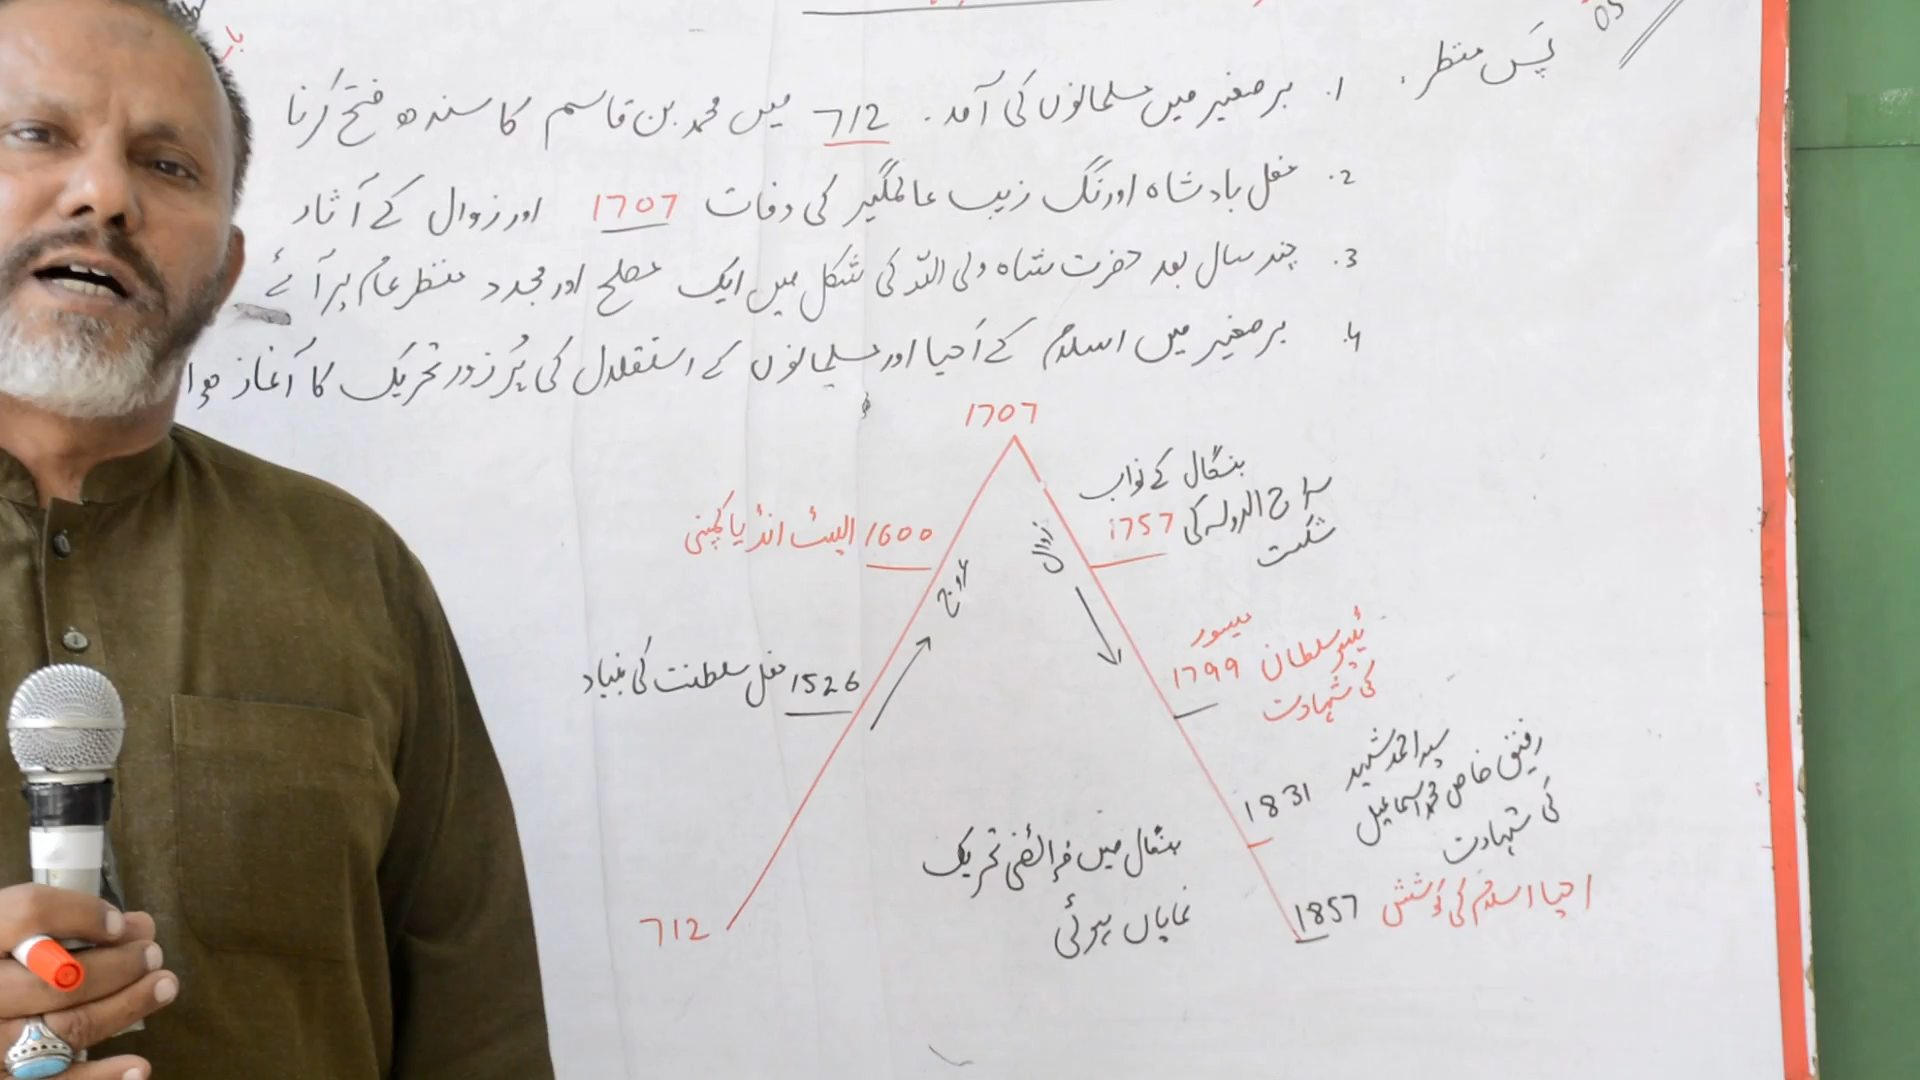 پس منظر
1. برصغیر میں مسلمانوں کی آمد. 712 میں محمد بن قاسم کا سندھ فتح کرنا
2. مغل بادشاہ اورنگ زیب عالمگیر کی وفات 1707 اور زوال کے آثار
3. چند سال بعد حضرت شاہ ولی اللہ کی شکل میں ایک مصلح اور مجدد منظر عام پر آئے
4. برصغیر میں اسلام کے احیا اور مسلمانوں کے استقلال کی پُر زور تحریک کا آغاز ہوا
1707
بنگال کے نواب
سراج الدولہ کی 1757
شکست
1600 ایسٹ انڈیا کمپنی
عروج
زوال
میسور
ٹیپو سلطان 1799
کی شہادت
1526 مغل سلطنت کی بنیاد
سید احمد شہید 1831
رفیق خاص محمد اسماعیل
کی شہادت
بنگال میں فرائضی تحریک
نمایاں ہوئی
احیا اسلام کی کوشش 1857
712
05